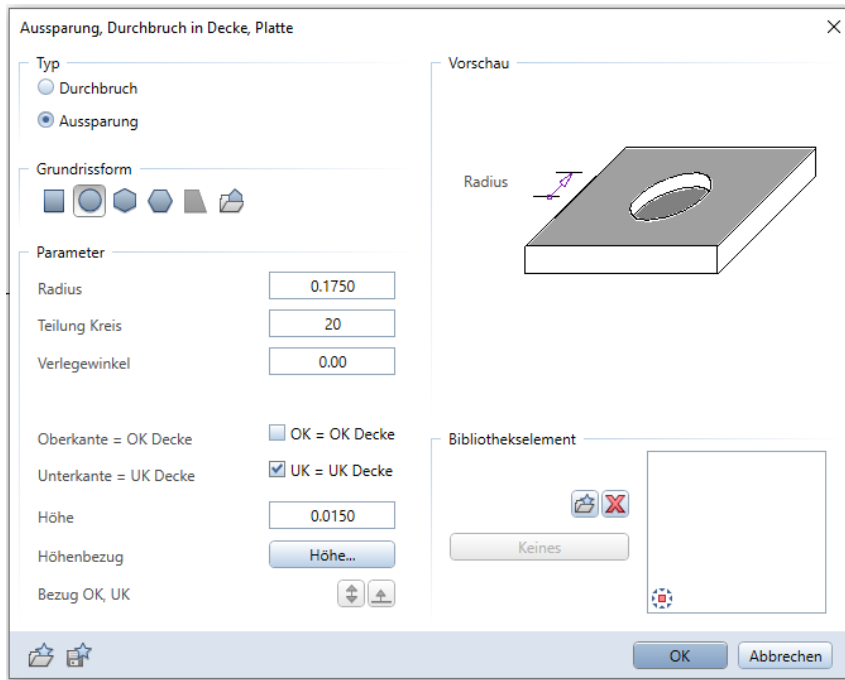 Aussparung, Durchbruch in Decke, Platte
Typ
Durchbruch
Aussparung
Grundrissform
Parameter
Radius 0.1750
Teilung Kreis 20
Verlegewinkel 0.00
Oberkante = OK Decke OK = OK Decke
Unterkante = UK Decke UK = UK Decke
Höhe 0.0150
Höhenbezug Höhe...
Bezug OK, UK
Vorschau
Radius
Bibliothekselement
Keines
OK Abbrechen